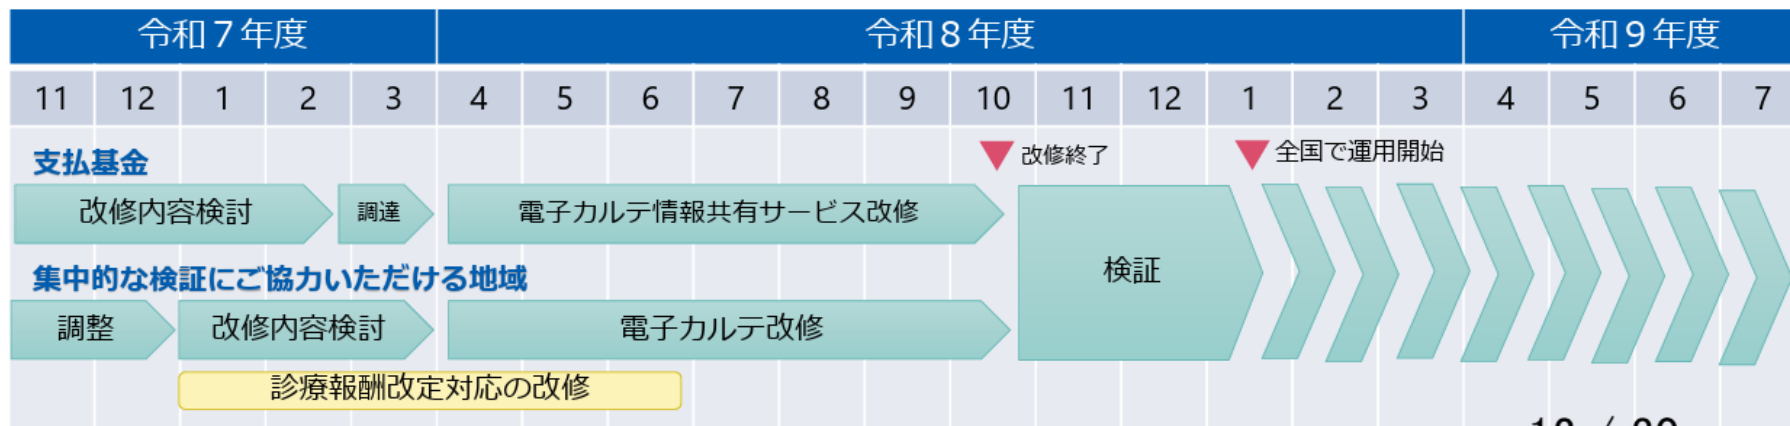 令和７年度 令和８年度 令和９年度
11 12 1 2 3 4 5 6 7 8 9 10 11 12 1 2 3 4 5 6 7
改修終了 全国で運用開始
支払基金
改修内容検討 調達 電子カルテ情報共有サービス改修
検証
集中的な検証にご協力いただける地域
調整 改修内容検討 電子カルテ改修
診療報酬改定対応の改修